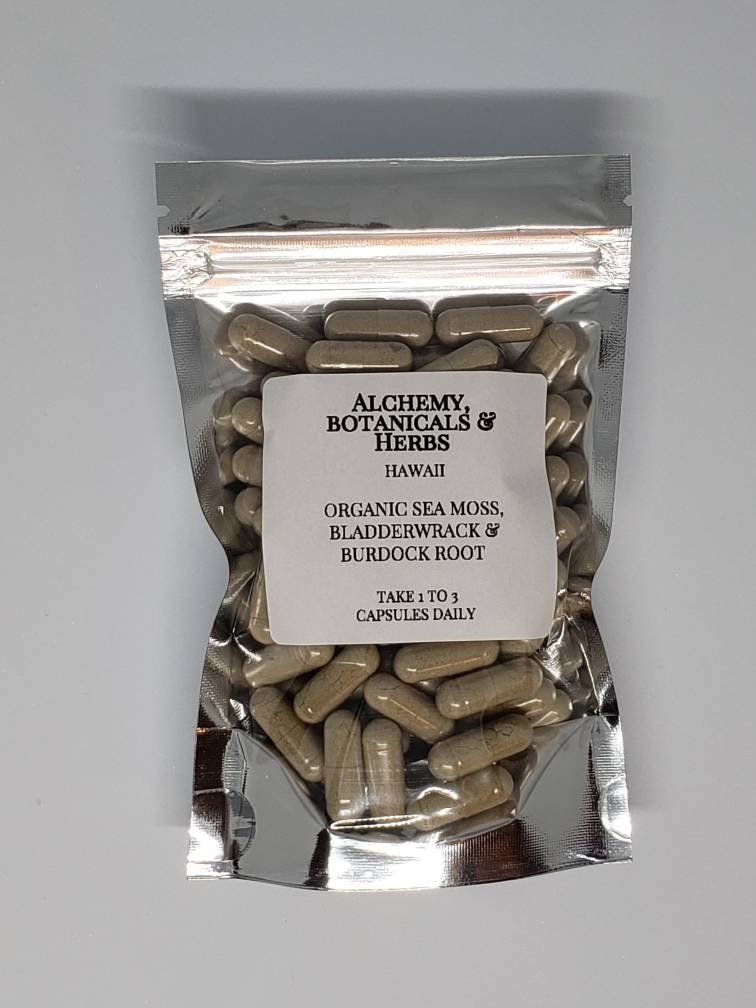 ALCHEMY,
BOTANICALS &
HERBS
HAWAII
ORGANIC SEA MOSS,
BLADDERWRACK &
BURDOCK ROOT
TAKE 1 TO 3
CAPSULES DAILY